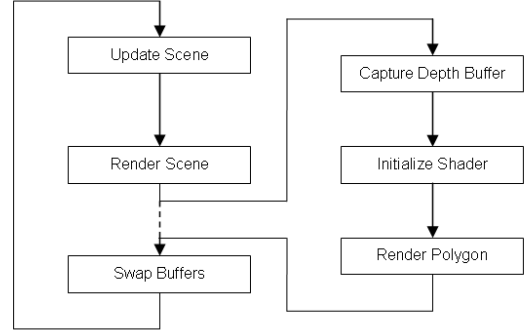 Update Scene
Render Scene
Swap Buffers
Capture Depth Buffer
Initialize Shader
Render Polygon